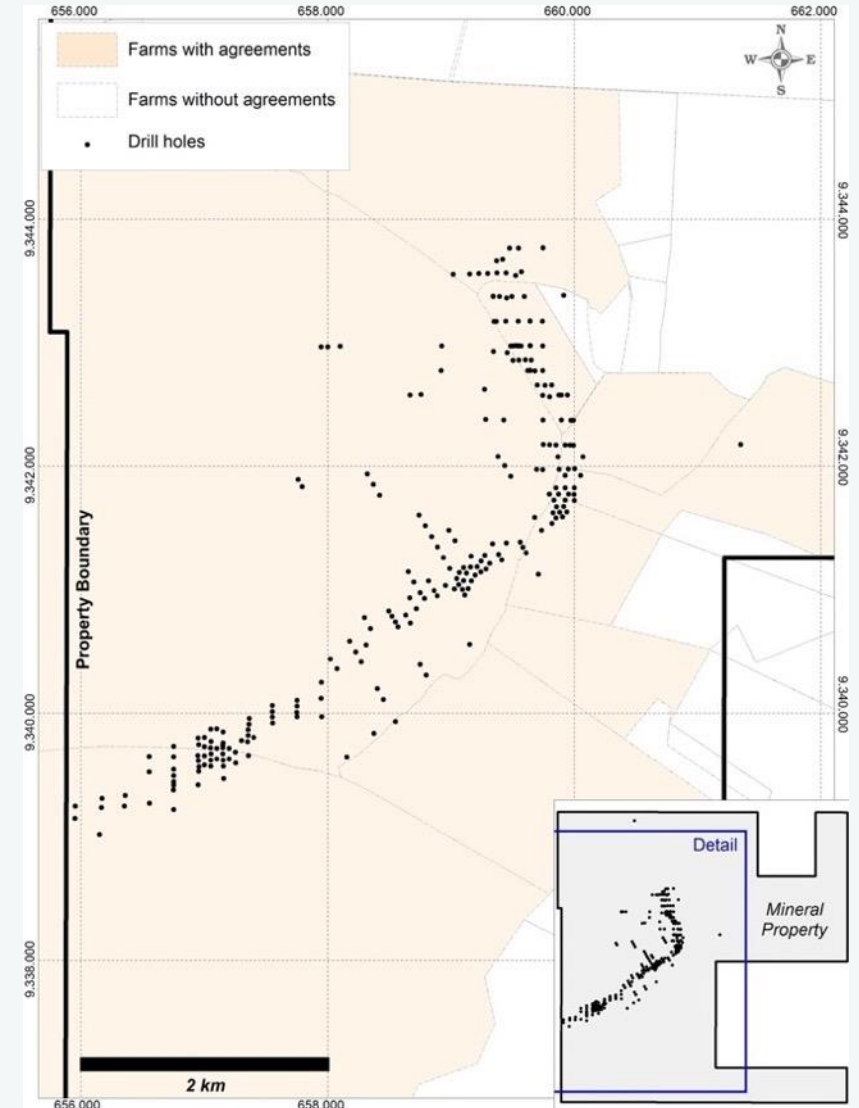 656.000
658.000
660.000
662.000
Farms with agreements
Farms without agreements
Drill holes
N
W
E
S
9.344.000
9.344.000
9.342.000
9.342.000
Property Boundary
9.340.000
9.340.000
9.338.000
Detail
Mineral
Property
2 km
656.000
658.000